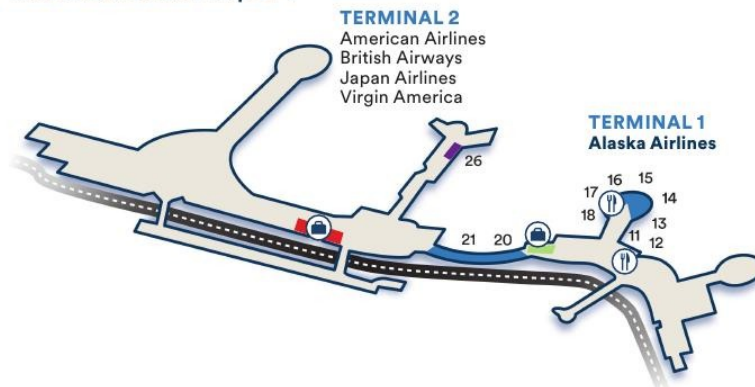 TERMINAL 2
American Airlines
British Airways
Japan Airlines
Virgin America
TERMINAL 1
Alaska Airlines
26
16
15
17
14
18
13
11
12
21
20